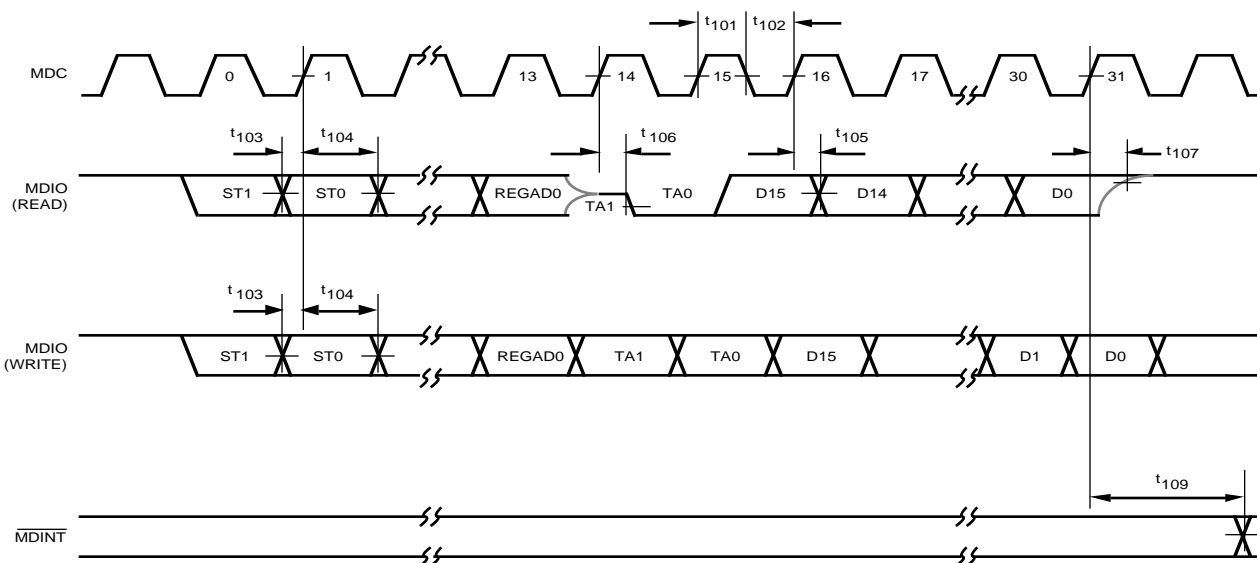 t101 t102
MDC 0 1 13 14 15 16 17 30 31
t103 t104 t106 t105 t107
MDIO
(READ)
ST1 ST0 REGAD0 TA1 TA0 D15 D14 D0
t103 t104
MDIO
(WRITE)
ST1 ST0 REGAD0 TA1 TA0 D15 D1 D0
t109
MDINT